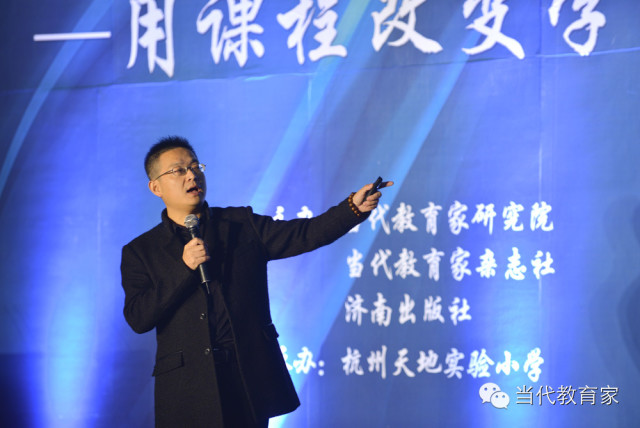 —用课程改变学
当代教育家研究院
当代教育家杂志社
济南出版社
承办：杭州天地实验小学
当代教育家